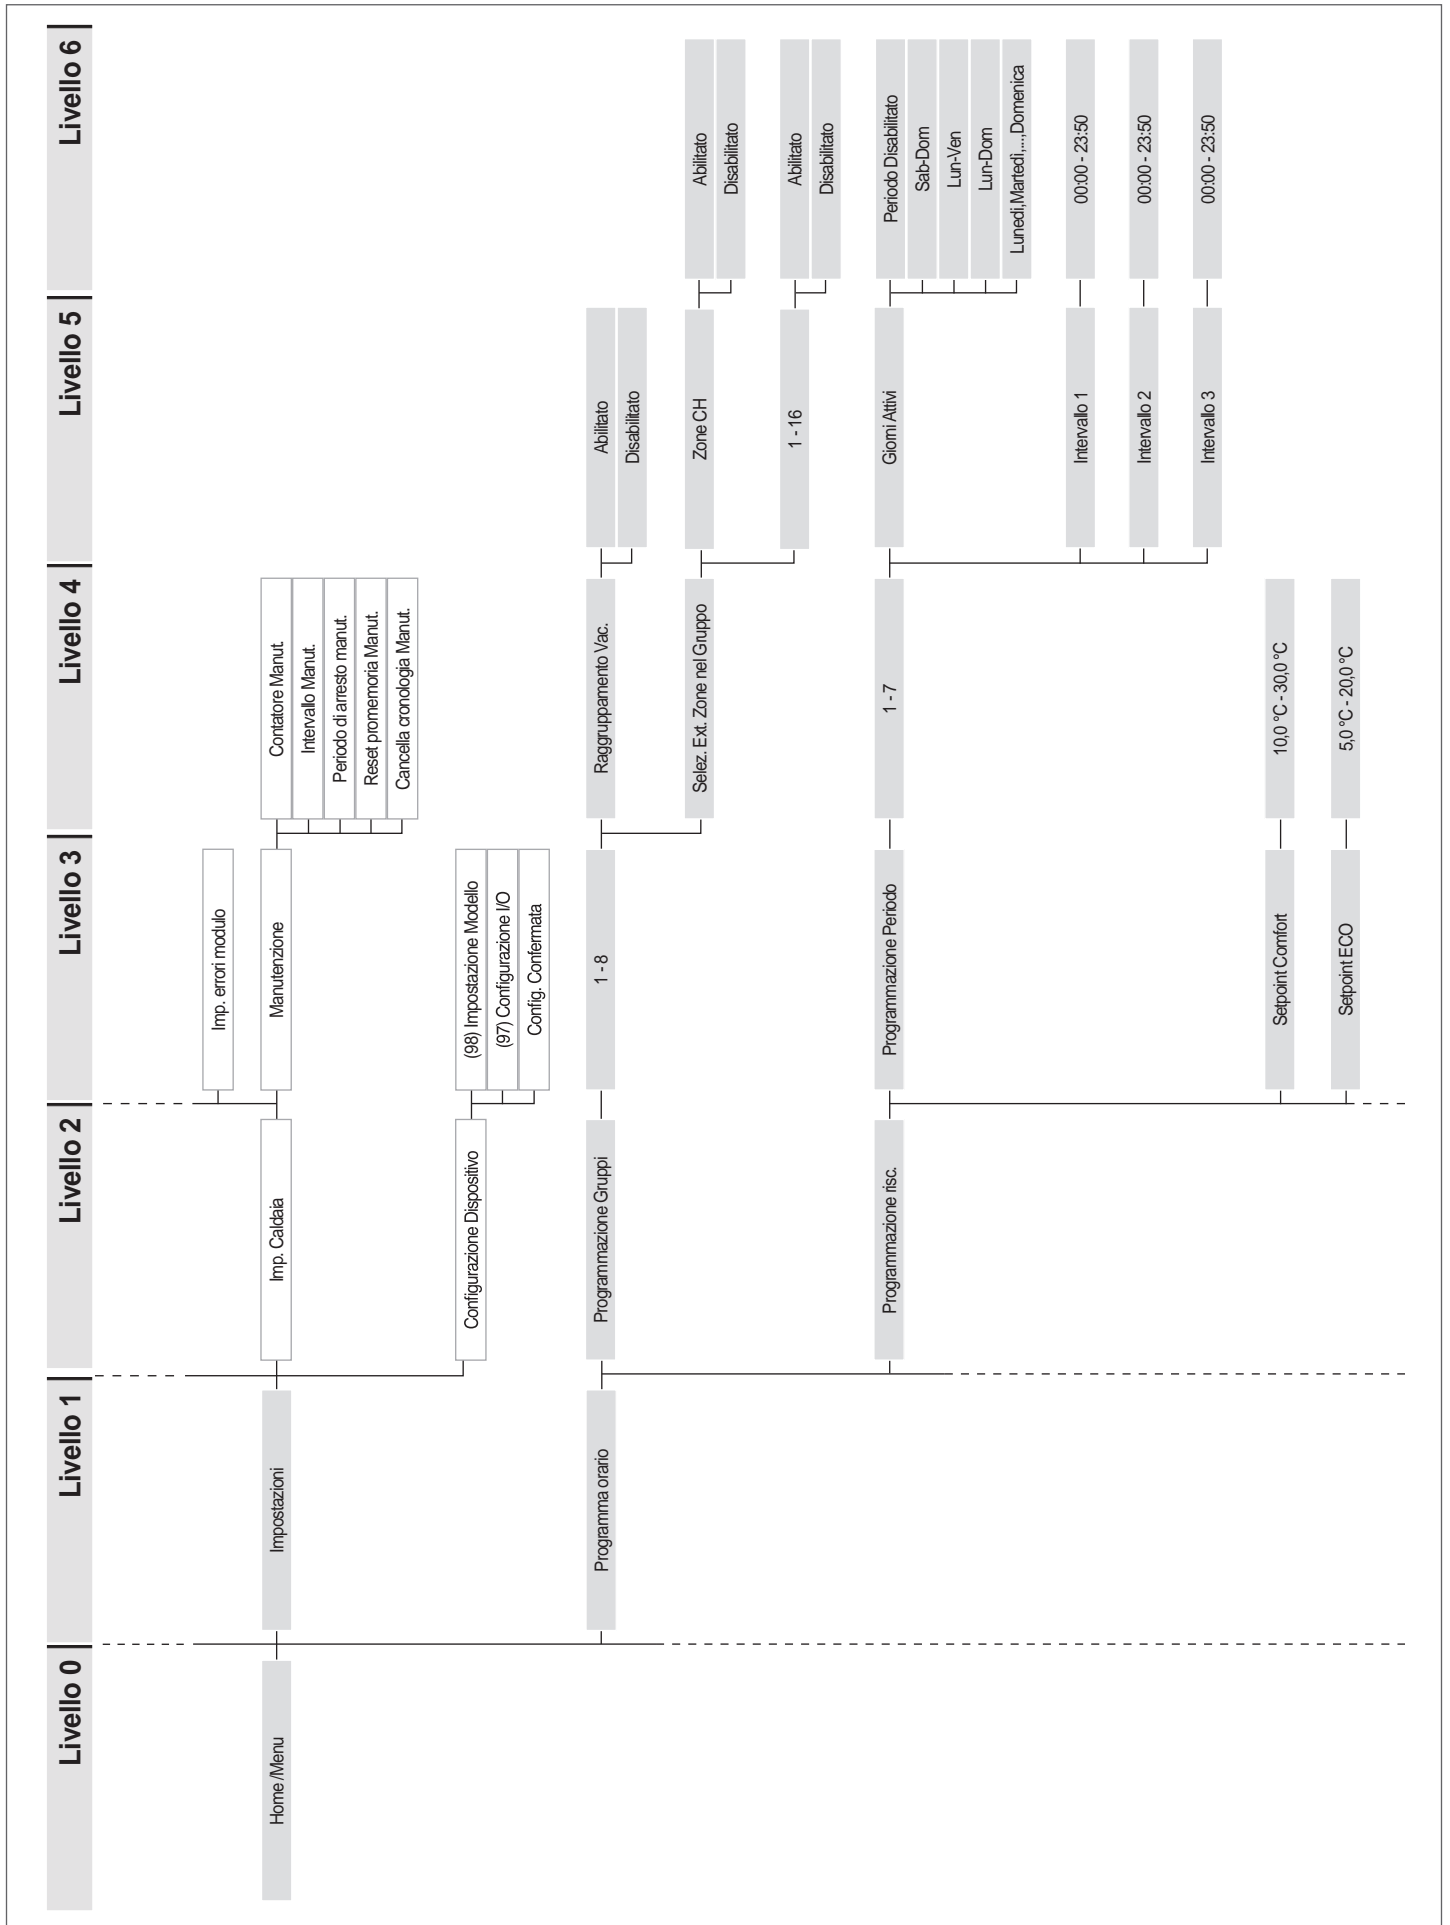 Livello 0
Livello 1
Livello 2
Livello 3
Livello 4
Livello 5
Livello 6
Imp. errori modulo
Home /Menu
Impostazioni
Imp. Caldaia
Manutenzione
Contatore Manut.
Intervallo Manut.
Periodo di arresto manut.
Reset promemoria Manut.
Cancella cronologia Manut.
Configurazione Dispositivo
(98) Impostazione Modello
(97) Configurazione I/O
Config. Confermata
Programma orario
Programmazione Gruppi
1 - 8
Raggruppamento Vac.
Abilitato
Disabilitato
Selez. Ext. Zone nel Gruppo
Zone CH
Abilitato
Disabilitato
1 - 16
Abilitato
Disabilitato
Programmazione risc.
Programmazione Periodo
1 - 7
Giorni Attivi
Periodo Disabilitato
Sab-Dom
Lun-Ven
Lun-Dom
Lunedi,Martedi,...,Domenica
Intervallo 1
00:00 - 23:50
Intervallo 2
00:00 - 23:50
Intervallo 3
00:00 - 23:50
Setpoint Comfort
10,0 °C - 30,0 °C
Setpoint ECO
5,0 °C - 20,0 °C